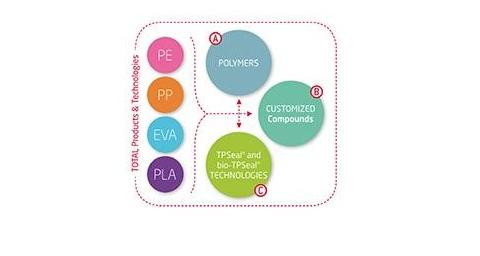 TOTAL Products & Technologies
PE
PP
EVA
PLA
A
POLYMERS
B
CUSTOMIZED
Compounds
TPSeal® and
bio-TPSeal®
TECHNOLOGIES
C